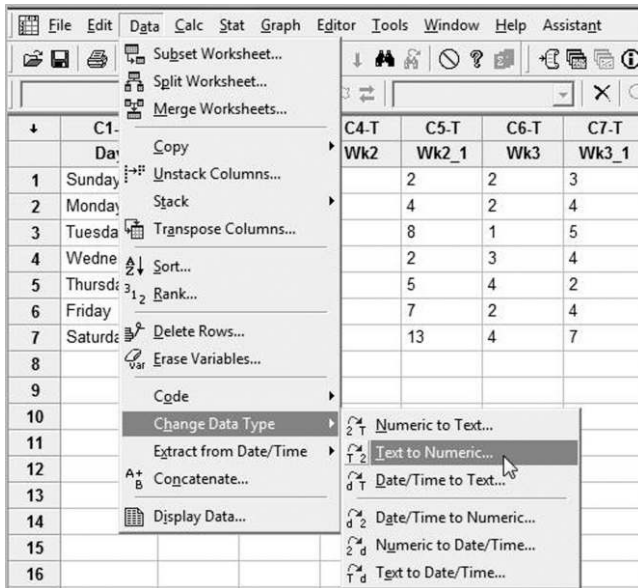 File Edit Data Calc Stat Graph Editor Tools Window Help Assistant
Subset Worksheet...
Split Worksheet...
Merge Worksheets...
Copy
Unstack Columns...
Stack
Transpose Columns...
Sort...
Rank...
Delete Rows...
Erase Variables...
Code
Change Data Type
Extract from Date/Time
Concatenate...
Display Data...
Numeric to Text...
Text to Numeric...
Date/Time to Text...
Date/Time to Numeric...
Numeric to Date/Time...
Text to Date/Time...
C1- C4-T C5-T C6-T C7-T
Day Wk2 Wk2_1 Wk3 Wk3_1
1 Sunday 2 2 3
2 Monday 4 2 4
3 Tuesda 8 1 5
4 Wedne 2 3 4
5 Thursda 5 4 2
6 Friday 7 2 4
7 Saturda 13 4 7
8
9
10
11
12
13
14
15
16